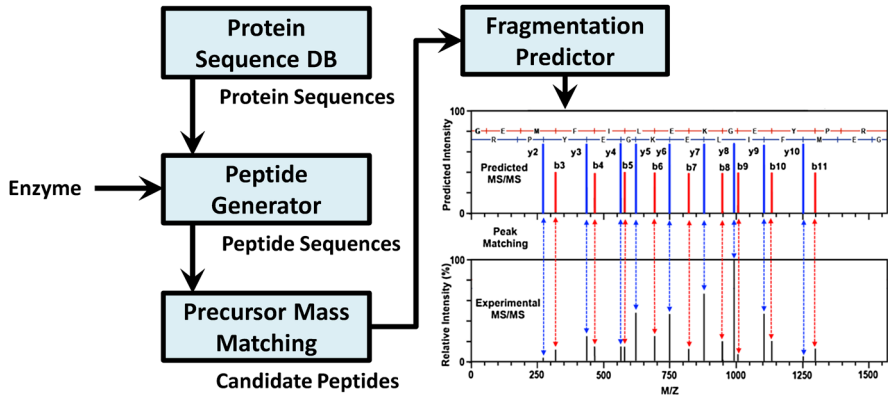 Protein
Sequence DB
Protein Sequences
Enzyme
Peptide
Generator
Peptide Sequences
Precursor Mass
Matching
Candidate Peptides
Fragmentation
Predictor
100
0
Predicted Intensity
G E M F I L E K G E Y P R
R P Y E G K E L I F M E G
y2 y3 y4 y5 y6 y7 y8 y9 y10
Predicted
MS/MS
b3 b4 b5 b6 b7 b8 b9 b10 b11
Peak
Matching
100
0
Relative Intensity (%)
Experimental
MS/MS
0 250 500 750 1000 1250 1500
M/Z